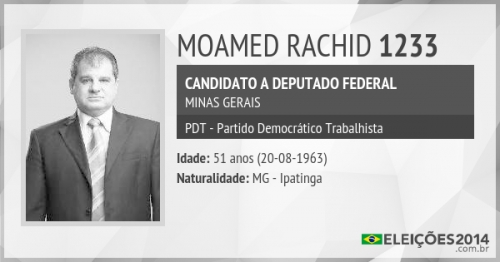 MOAMED RACHID 1233
CANDIDATO A DEPUTADO FEDERAL
MINAS GERAIS
PDT - Partido Democrático Trabalhista
Idade: 51 anos (20-08-1963)
Naturalidade: MG - Ipatinga
ELEIÇÕES2014
.com.br